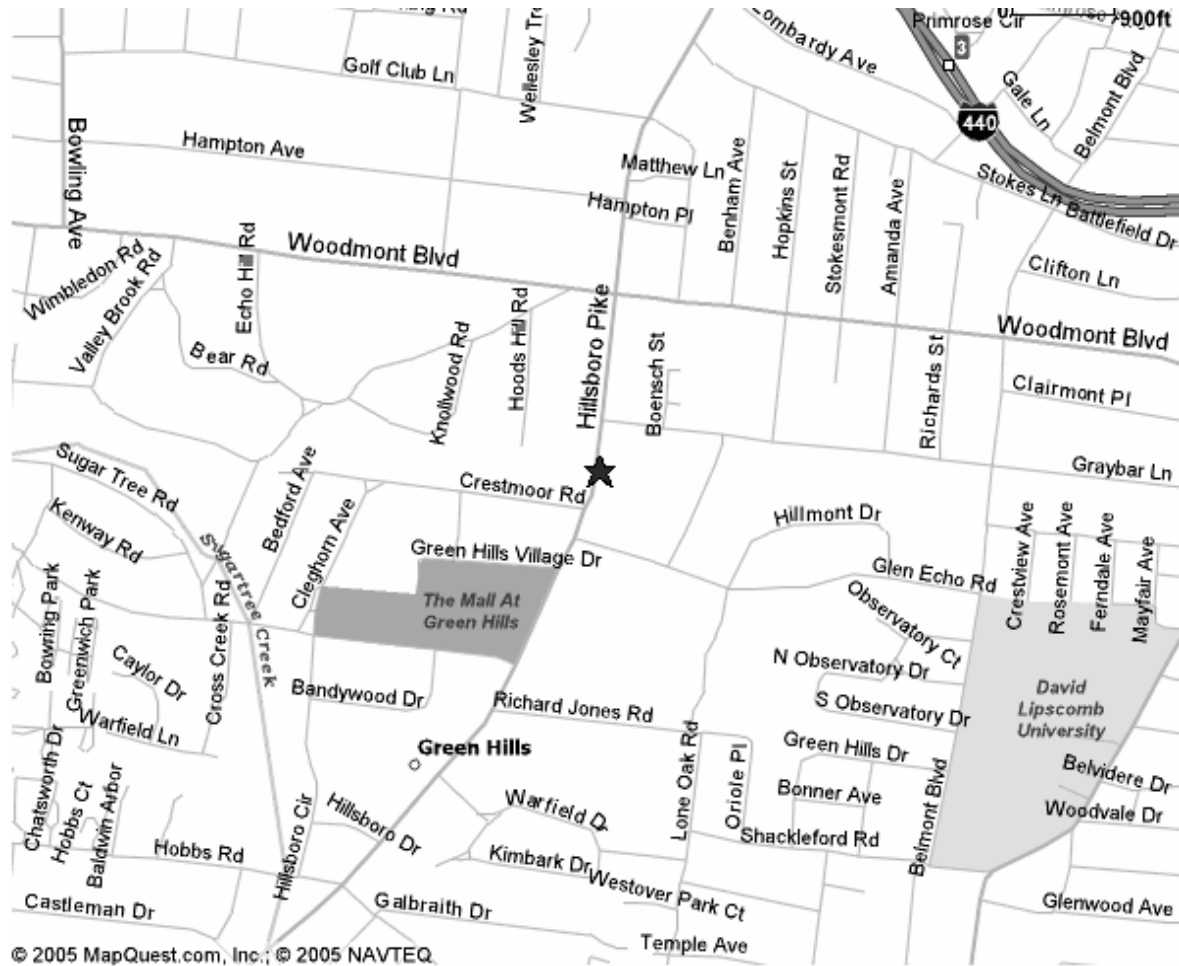 Golf Club Ln
Wellesley Tr
Lombardy Ave
Primrose Cir
900ft
3
Gale Ln
Belmont Blvd
440
Bowling Ave
Hampton Ave
Matthew Ln
Hampton Pl
Benham Ave
Hopkins St
Stokesmont Rd
Amanda Ave
Stokes Ln
Battlefield Dr
Wimbledon Rd
Valley Brook Rd
Echo Hill Rd
Woodmont Blvd
Clifton Ln
Bear Rd
Knollwood Rd
Hoods Hill Rd
Hillsboro Pike
Boensch St
Richards St
Woodmont Blvd
Clairmont Pl
Sugar Tree Rd
Bedford Ave
Crestmoor Rd
Graybar Ln
Kenway Rd
Sugartree Creek
Cleghorn Ave
Green Hills Village Dr
Hillmont Dr
Glen Echo Rd
Crestview Ave
Rosemont Ave
Ferndale Ave
Mayfair Ave
The Mall At
Green Hills
Bowring Park
Greenwich Park
Caylor Dr
Cross Creek Rd
Observatory Ct
N Observatory Dr
S Observatory Dr
David
Lipscomb
University
Bandywood Dr
Richard Jones Rd
Warfield Ln
Green Hills
Lone Oak Rd
Oriole Pl
Green Hills Dr
Bonner Ave
Belmont Blvd
Belvidere Dr
Woodvale Dr
Chatsworth Dr
Hobbs Ct
Baldwin Arbor
Hobbs Rd
Hillsboro Cir
Hillsboro Dr
Warfield Dr
Kimbark Dr
Shackleford Rd
Westover Park Ct
Castleman Dr
Galbraith Dr
Glenwood Ave
Temple Ave
© 2005 MapQuest.com, Inc.; © 2005 NAVTEQ